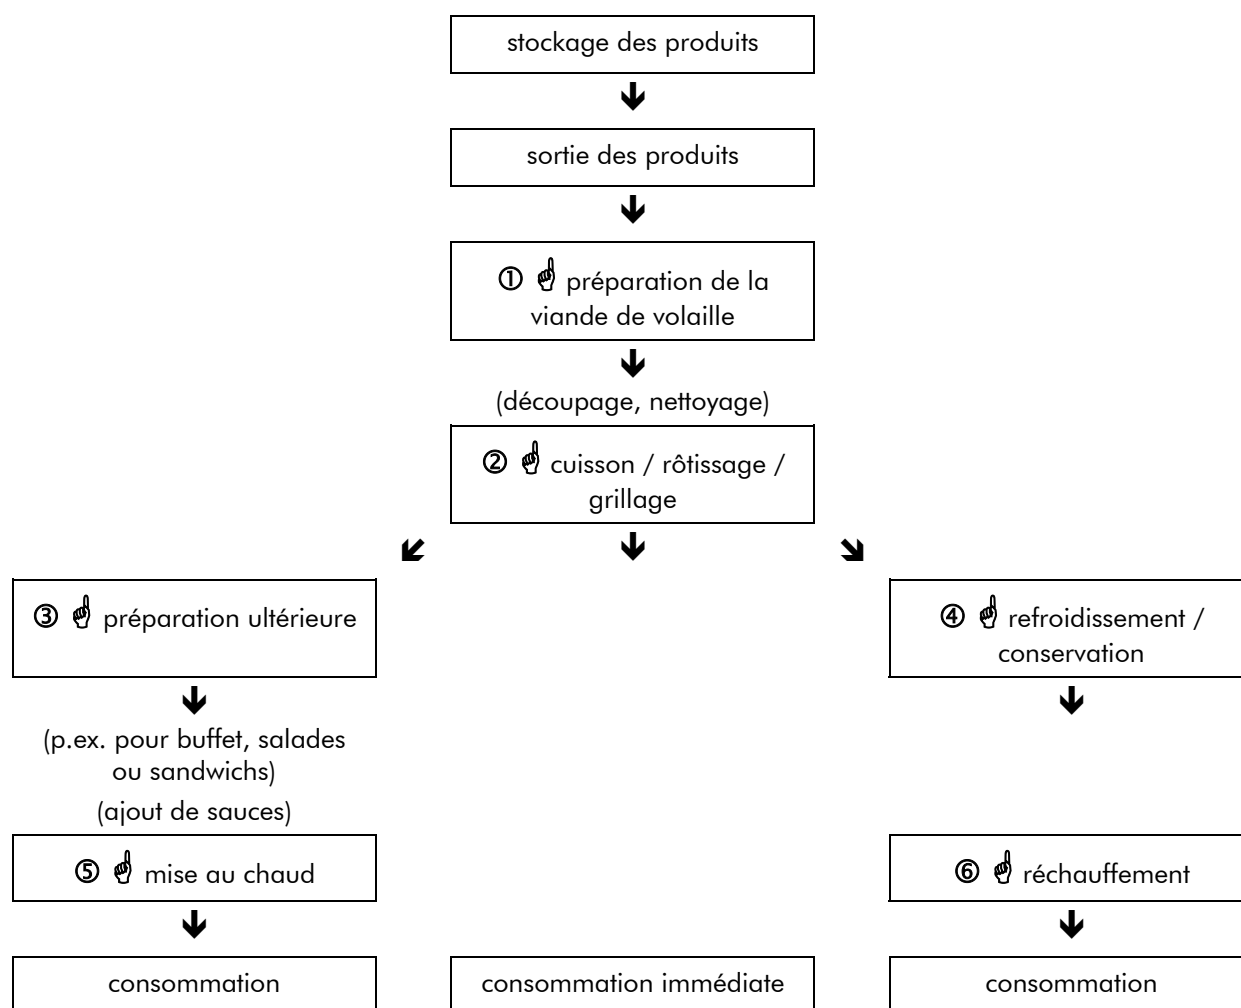 stockage des produits
sortie des produits
① ☝ préparation de la
viande de volaille
(découpage, nettoyage)
② ☝ cuisson / rôtissage /
grillage
③ ☝ préparation ultérieure
④ ☝ refroidissement /
conservation
(p.ex. pour buffet, salades
ou sandwichs)
(ajout de sauces)
⑤ ☝ mise au chaud
⑥ ☝ réchauffement
consommation
consommation immédiate
consommation